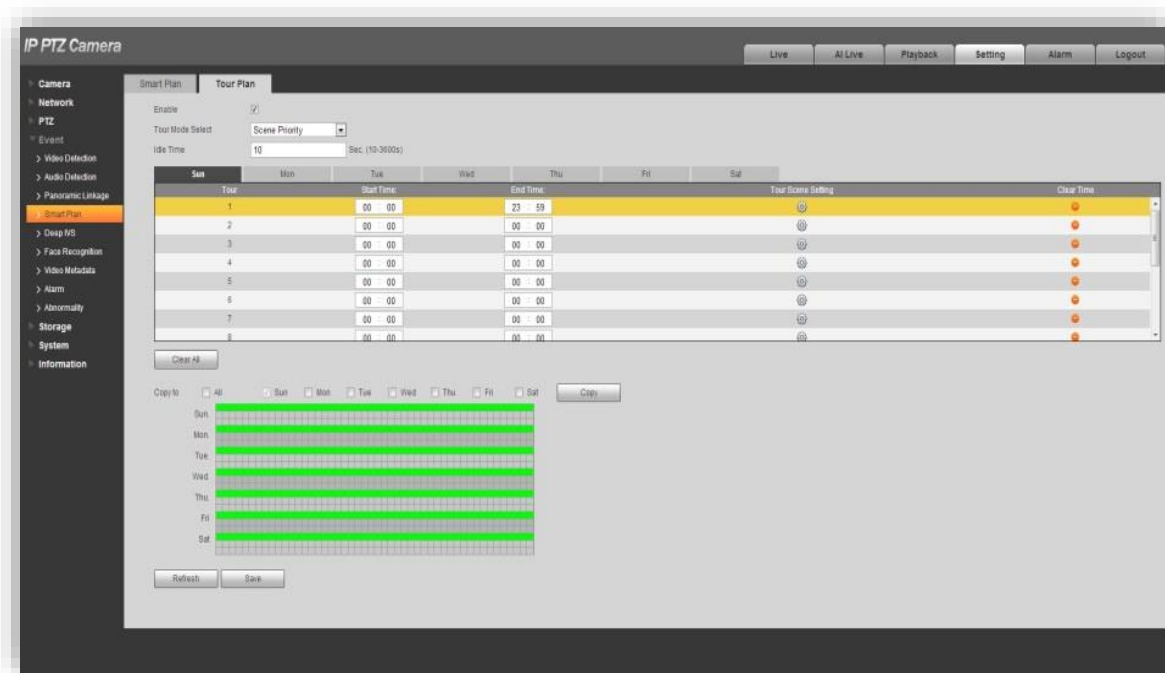 IP PTZ Camera
Live AI Live Playback Setting Alarm Logout
Camera
Network
PTZ
Event
Video Detection
Audio Detection
Panoramic Linkage
Smart Plan
Deep IVS
Face Recognition
Video Metadata
Alarm
Abnormality
Storage
System
Information
Smart Plan Tour Plan
Enable
Tour Mode Select Scene Priority
Idle Time 10 Sec. (10-3600s)
Sun Mon Tue Wed Thu Fri Sat
Tour Start Time: End Time: Tour Scene Setting Clear Time
1 00 : 00 23 : 59
2 00 : 00 00 : 00
3 00 : 00 00 : 00
4 00 : 00 00 : 00
5 00 : 00 00 : 00
6 00 : 00 00 : 00
7 00 : 00 00 : 00
8 00 : 00 00 : 00
Clear All
Copy to All Sun Mon Tue Wed Thu Fri Sat Copy
Sun.
Mon.
Tue.
Wed.
Thu.
Fri
Sat
Refresh Save